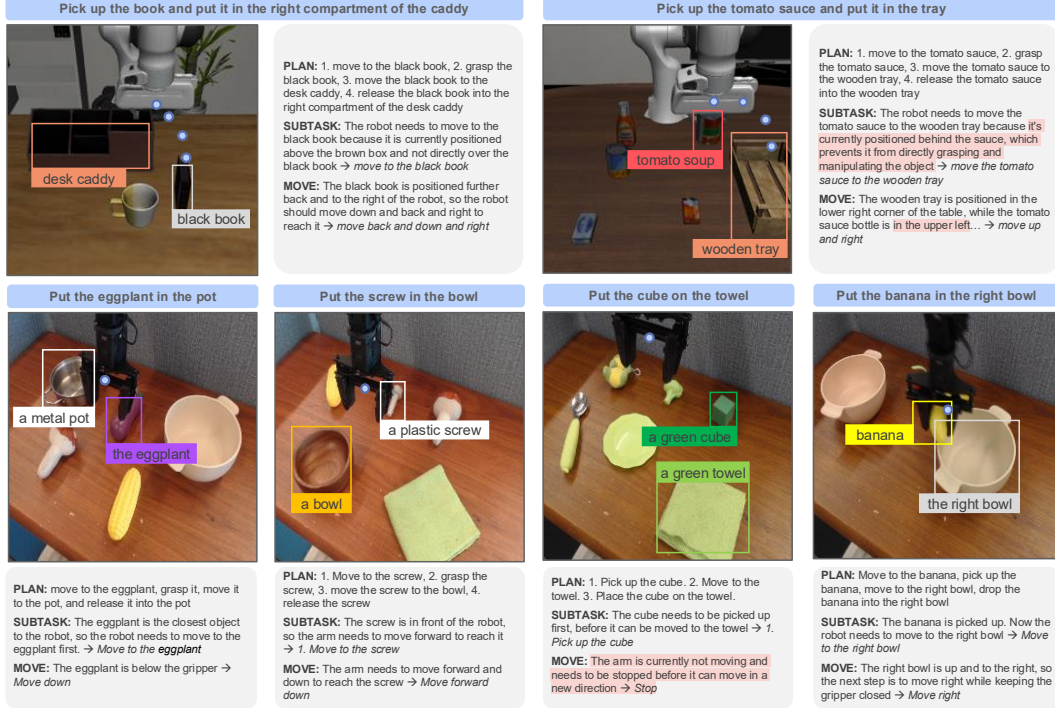 Pick up the book and put it in the right compartment of the caddy
desk caddy
black book
PLAN: 1. move to the black book, 2. grasp the
black book, 3. move the black book to the
desk caddy, 4. release the black book into the
right compartment of the desk caddy
SUBTASK: The robot needs to move to the
black book because it is currently positioned
above the brown box and not directly over the
black book → move to the black book
MOVE: The black book is positioned further
back and to the right of the robot, so the robot
should move down and back and right to
reach it → move back and down and right
Pick up the tomato sauce and put it in the tray
tomato soup
wooden tray
PLAN: 1. move to the tomato sauce, 2. grasp
the tomato sauce, 3. move the tomato sauce to
the wooden tray, 4. release the tomato sauce
into the wooden tray
SUBTASK: The robot needs to move the
tomato sauce to the wooden tray because it's
currently positioned behind the sauce, which
prevents it from directly grasping and
manipulating the object → move the tomato
sauce to the wooden tray
MOVE: The wooden tray is positioned in the
lower right corner of the table, while the tomato
sauce bottle is in the upper left… → move up
and right
Put the eggplant in the pot
a metal pot
the eggplant
PLAN: move to the eggplant, grasp it, move it
to the pot, and release it into the pot
SUBTASK: The eggplant is the closest object
to the robot, so the robot needs to move to the
eggplant first. → Move to the eggplant
MOVE: The eggplant is below the gripper →
Move down
Put the screw in the bowl
a plastic screw
a bowl
PLAN: 1. Move to the screw, 2. grasp the
screw, 3. move the screw to the bowl, 4.
release the screw
SUBTASK: The screw is in front of the robot,
so the arm needs to move forward to reach it
→ 1. Move to the screw
MOVE: The arm needs to move forward and
down to reach the screw → Move forward
down
Put the cube on the towel
a green cube
a green towel
PLAN: 1. Pick up the cube. 2. Move to the
towel. 3. Place the cube on the towel.
SUBTASK: The cube needs to be picked up
first, before it can be moved to the towel → 1.
Pick up the cube
MOVE: The arm is currently not moving and
needs to be stopped before it can move in a
new direction → Stop
Put the banana in the right bowl
banana
the right bowl
PLAN: Move to the banana, pick up the
banana, move to the right bowl, drop the
banana into the right bowl
SUBTASK: The banana is picked up. Now the
robot needs to move to the right bowl → Move
to the right bowl
MOVE: The right bowl is up and to the right, so
the next step is to move right while keeping the
gripper closed → Move right